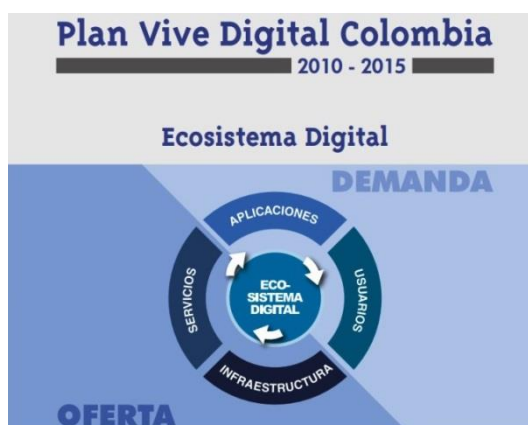 Plan Vive Digital Colombia
2010 - 2015
Ecosistema Digital
DEMANDA
APLICACIONES
SERVICIOS
ECO-
SISTEMA
DIGITAL
USUARIOS
INFRAESTRUCTURA
OFERTA